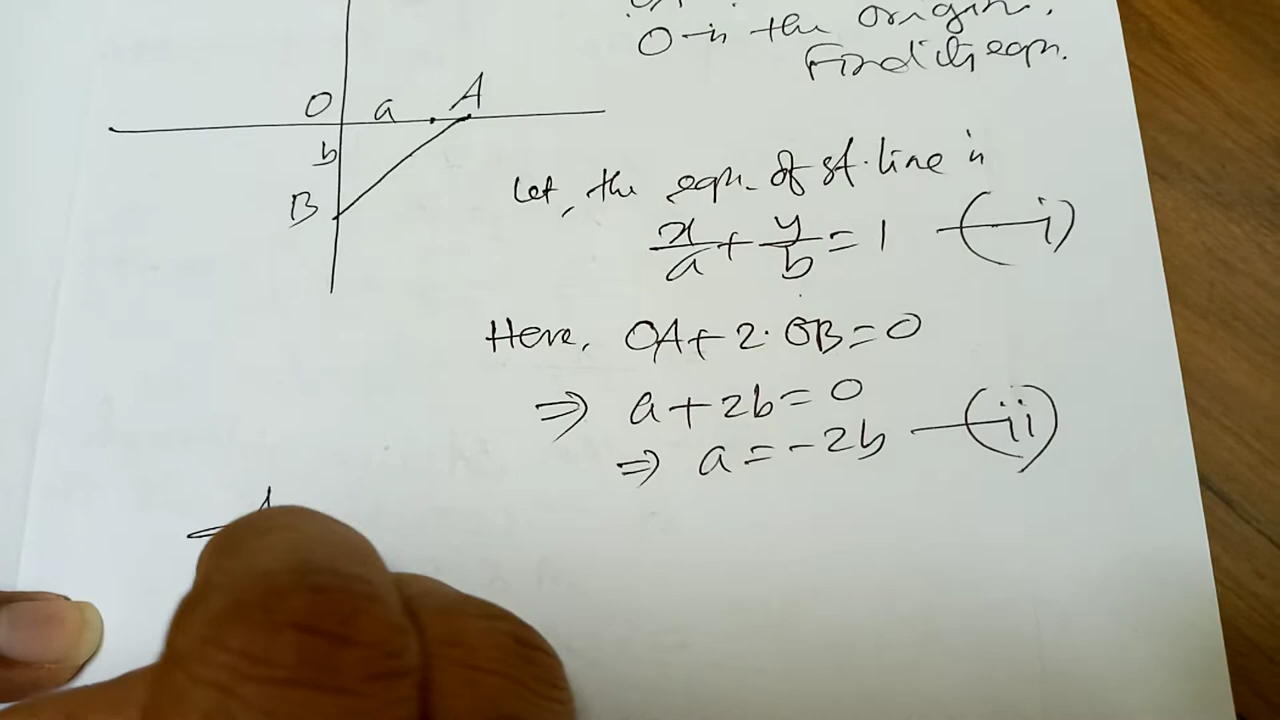 O is the origin.
Find its eqn.
O a A
b
B
Let, the eqn. of st. line is
x/a + y/b = 1 —(i)
Here, OA + 2. OB = 0
⇒ a + 2b = 0
⇒ a = -2b —(ii)